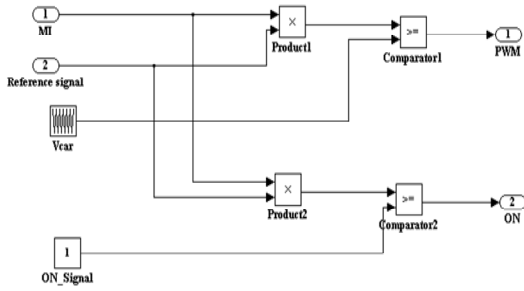 1
MI
×
Product1
>=
Comparator1
1
PWM
2
Reference signal
Vcar
×
Product2
>=
Comparator2
2
ON
1
ON_Signal